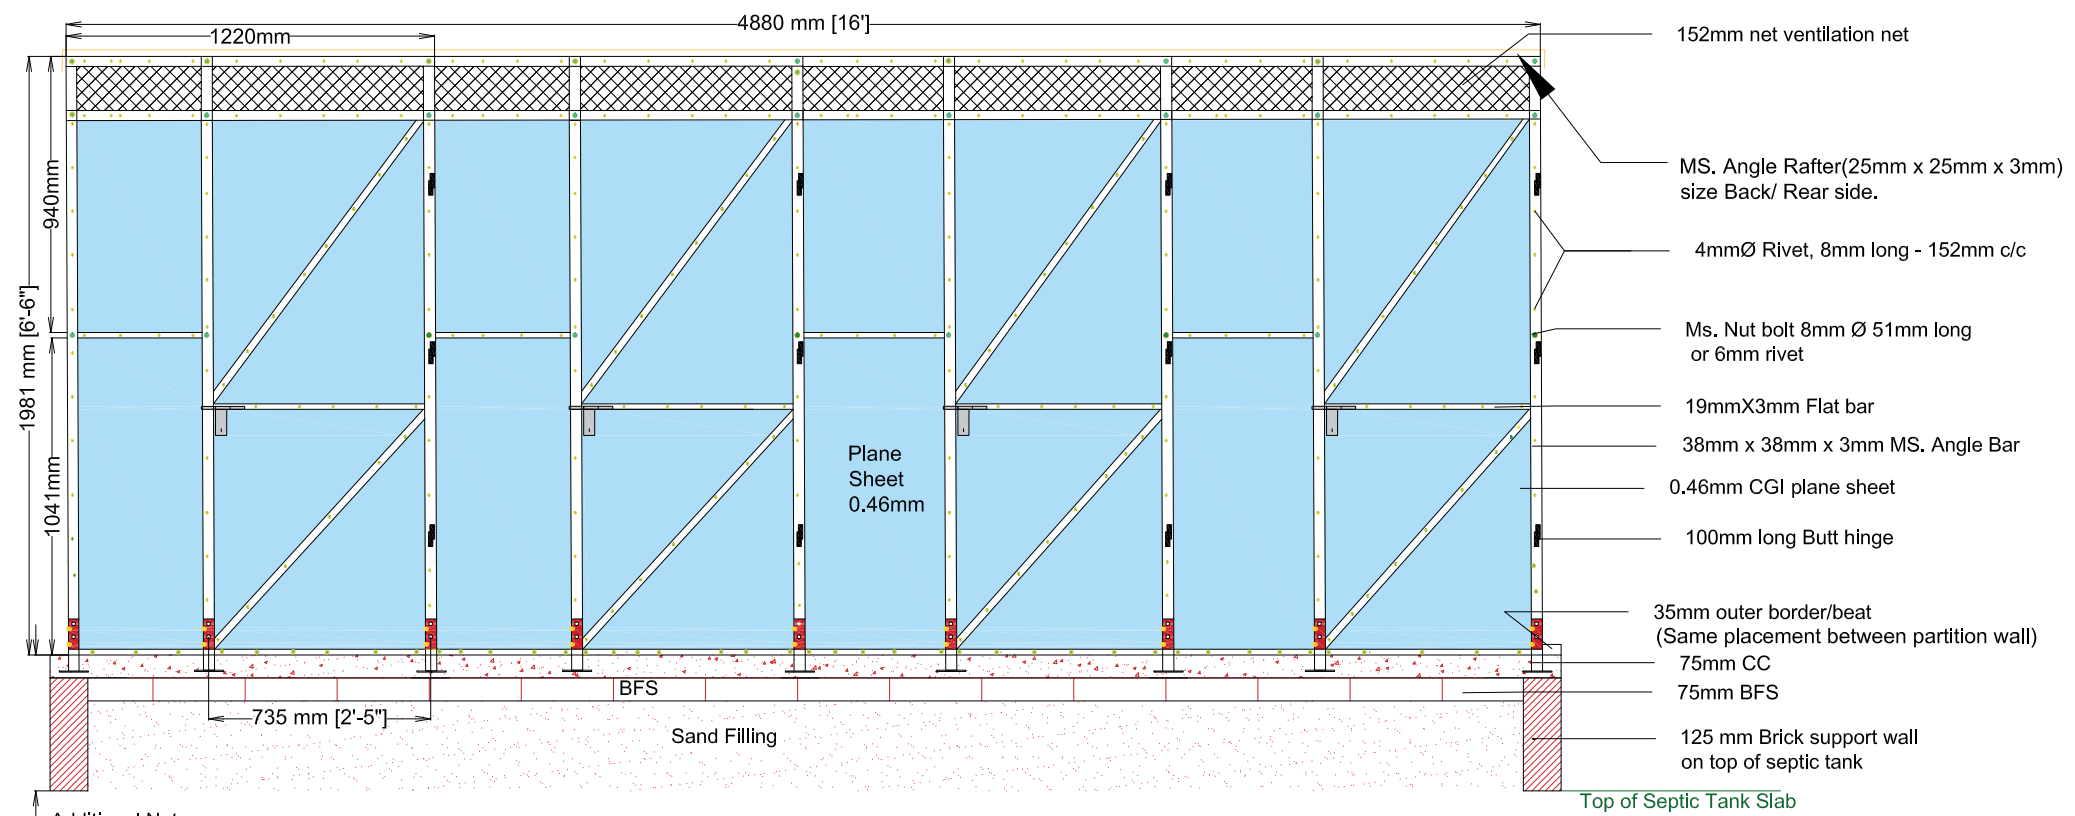 4880 mm [16']
1220mm
152mm net ventilation net
MS. Angle Rafter(25mm x 25mm x 3mm)
size Back/ Rear side.
940mm
4mmØ Rivet, 8mm long - 152mm c/c
1981 mm [6'-6"]
Ms. Nut bolt 8mm Ø 51mm long
or 6mm rivet
19mmX3mm Flat bar
38mm x 38mm x 3mm MS. Angle Bar
Plane
Sheet
0.46mm
1041mm
0.46mm CGI plane sheet
100mm long Butt hinge
35mm outer border/beat
(Same placement between partition wall)
75mm CC
BFS
75mm BFS
735 mm [2'-5"]
Sand Filling
125 mm Brick support wall
on top of septic tank
Top of Septic Tank Slab